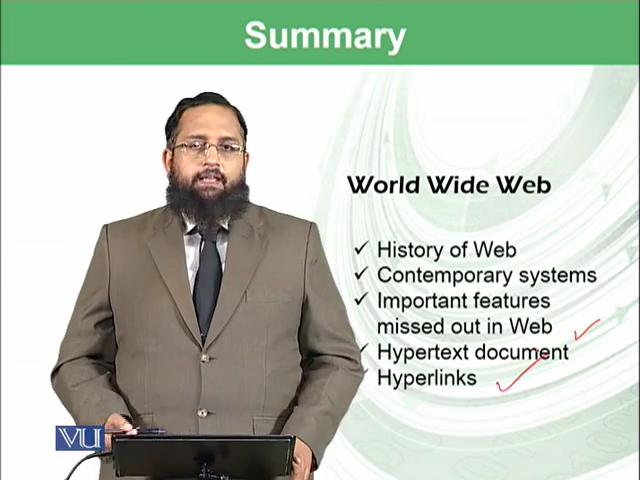 Summary
World Wide Web
✓ History of Web
✓ Contemporary systems
✓ Important features
missed out in Web
✓ Hypertext document
✓ Hyperlinks
VU